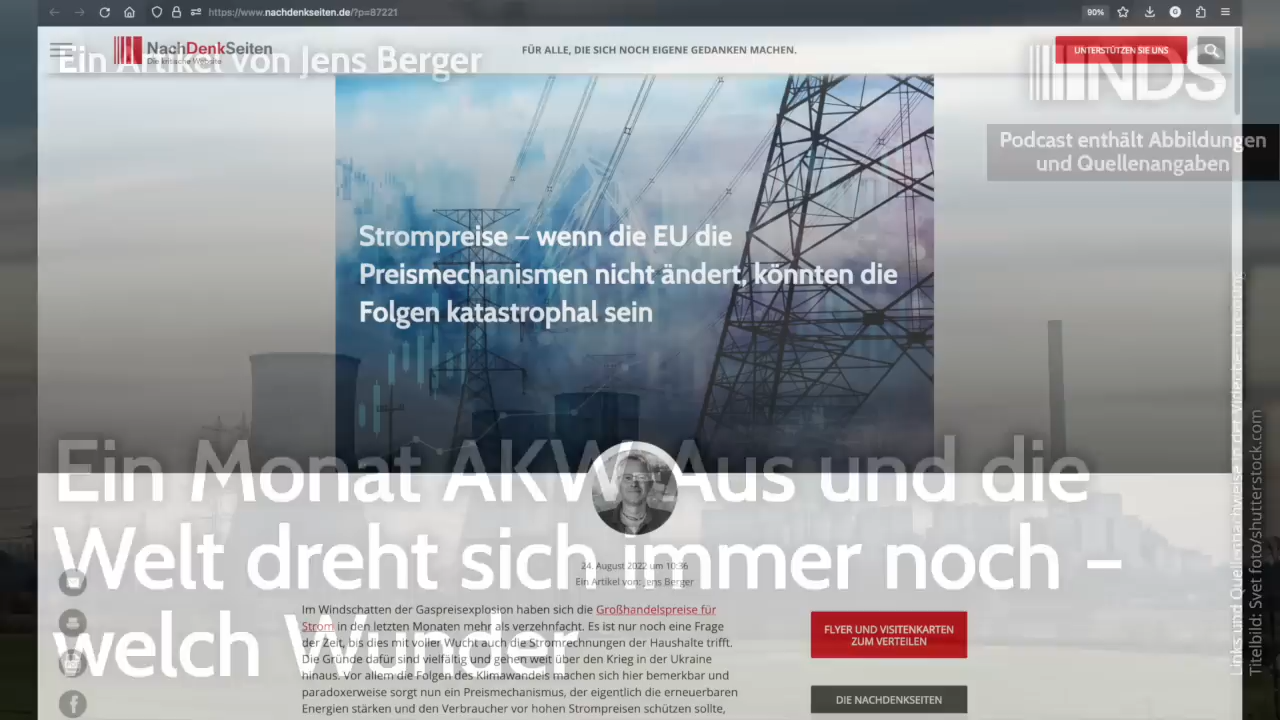 https://www.nachdenkseiten.de/?p=87221
90%
NachDenkSeiten
Die kritische Website
FÜR ALLE, DIE SICH NOCH EIGENE GEDANKEN MACHEN.
UNTERSTÜTZEN SIE UNS
Ein Artikel von Jens Berger
NDS
Podcast enthält Abbildungen
und Quellenangaben
Strompreise – wenn die EU die
Preismechanismen nicht ändert, könnten die
Folgen katastrophal sein
Ein Monat AKW-Aus und die
Welt dreht sich immer noch –
welch Wunder
24. August 2022 um 10:36
Ein Artikel von: Jens Berger
Im Windschatten der Gaspreisexplosion haben sich die Großhandelspreise für
Strom in den letzten Monaten mehr als verzehnfacht. Es ist nur noch eine Frage
der Zeit, bis dies mit voller Wucht auch die Stromrechnungen der Haushalte trifft.
Die Gründe dafür sind vielfältig und gehen weit über den Krieg in der Ukraine
hinaus. Vor allem die Folgen des Klimawandels machen sich hier bemerkbar und
paradoxerweise sorgt nun ein Preismechanismus, der eigentlich die erneuerbaren
Energien stärken und den Verbraucher vor hohen Strompreisen schützen sollte,
FLYER UND VISITENKARTEN
ZUM VERTEILEN
DIE NACHDENKSEITEN
Links und Quellennachweise in der Videobeschreibung.
Titelbild: Svet foto/shutterstock.com